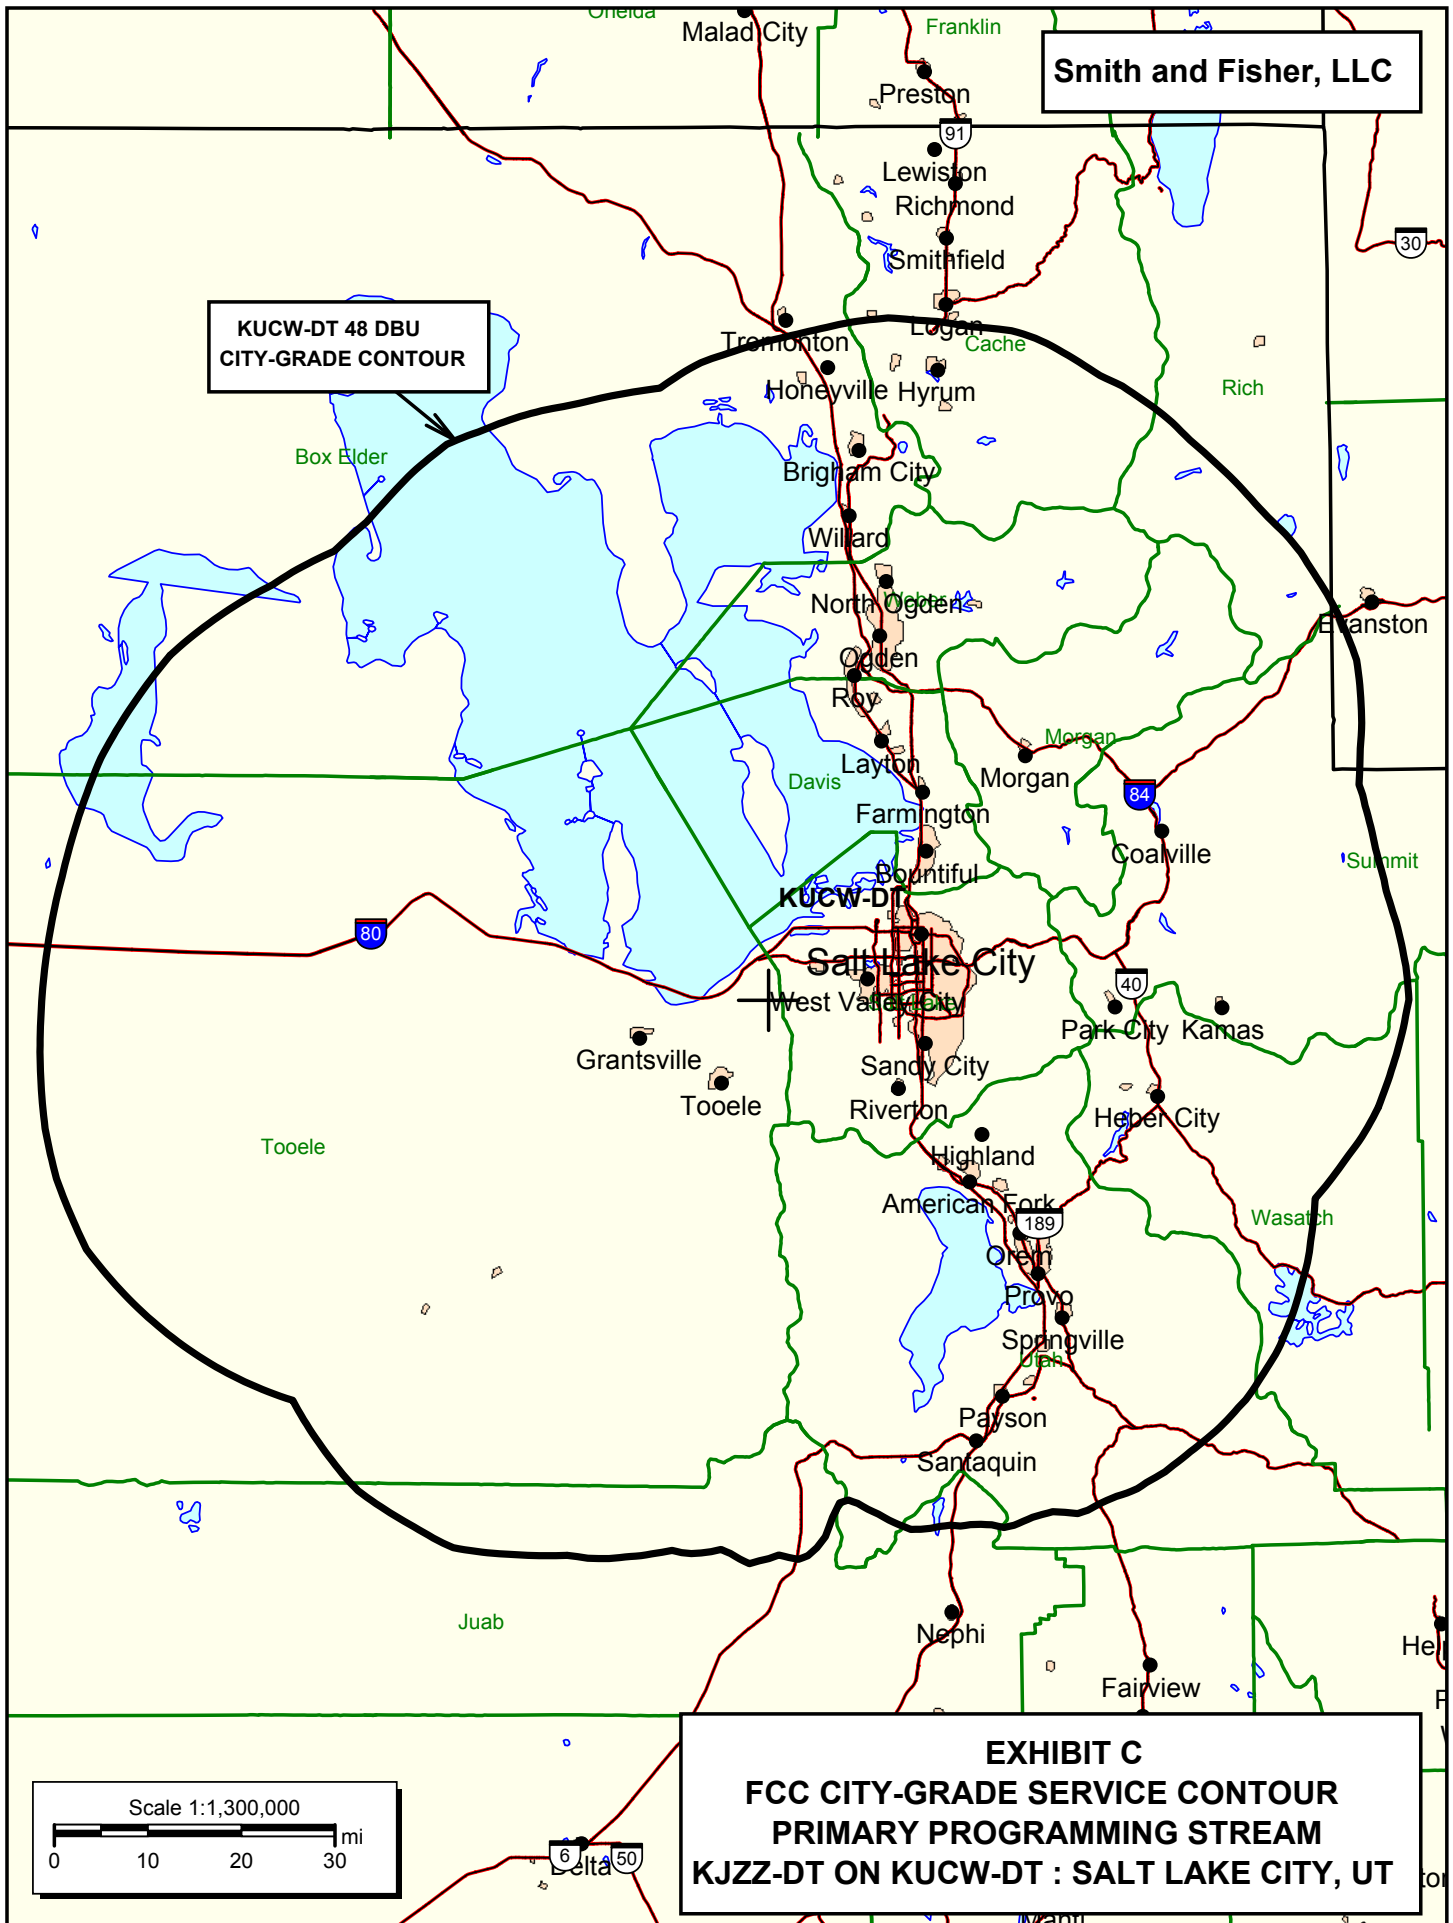 Oneida
Malad City
Franklin
Smith and Fisher, LLC
Preston
91
Lewiston
Richmond
30
Smithfield
KUCW-DT 48 DBU
CITY-GRADE CONTOUR
Logan
Tremonton
Cache
Honeyville
Hyrum
Rich
Box Elder
Brigham City
Willard
North Ogden
Weber
Evanston
Ogden
Roy
Morgan
Layton
Morgan
Davis
84
Farmington
Coalville
Summit
Bountiful
KUCW-DT
80
Salt Lake City
40
West Valley City
Park City
Kamas
Grantsville
Sandy City
Tooele
Riverton
Heber City
Tooele
Highland
American Fork
189
Wasatch
Orem
Provo
Springville
Utah
Payson
Santaquin
Juab
Nephi
Fairview
EXHIBIT C
FCC CITY-GRADE SERVICE CONTOUR
PRIMARY PROGRAMMING STREAM
KJZZ-DT ON KUCW-DT : SALT LAKE CITY, UT
Scale 1:1,300,000
mi
0 10 20 30
6
50
Delta
Manti